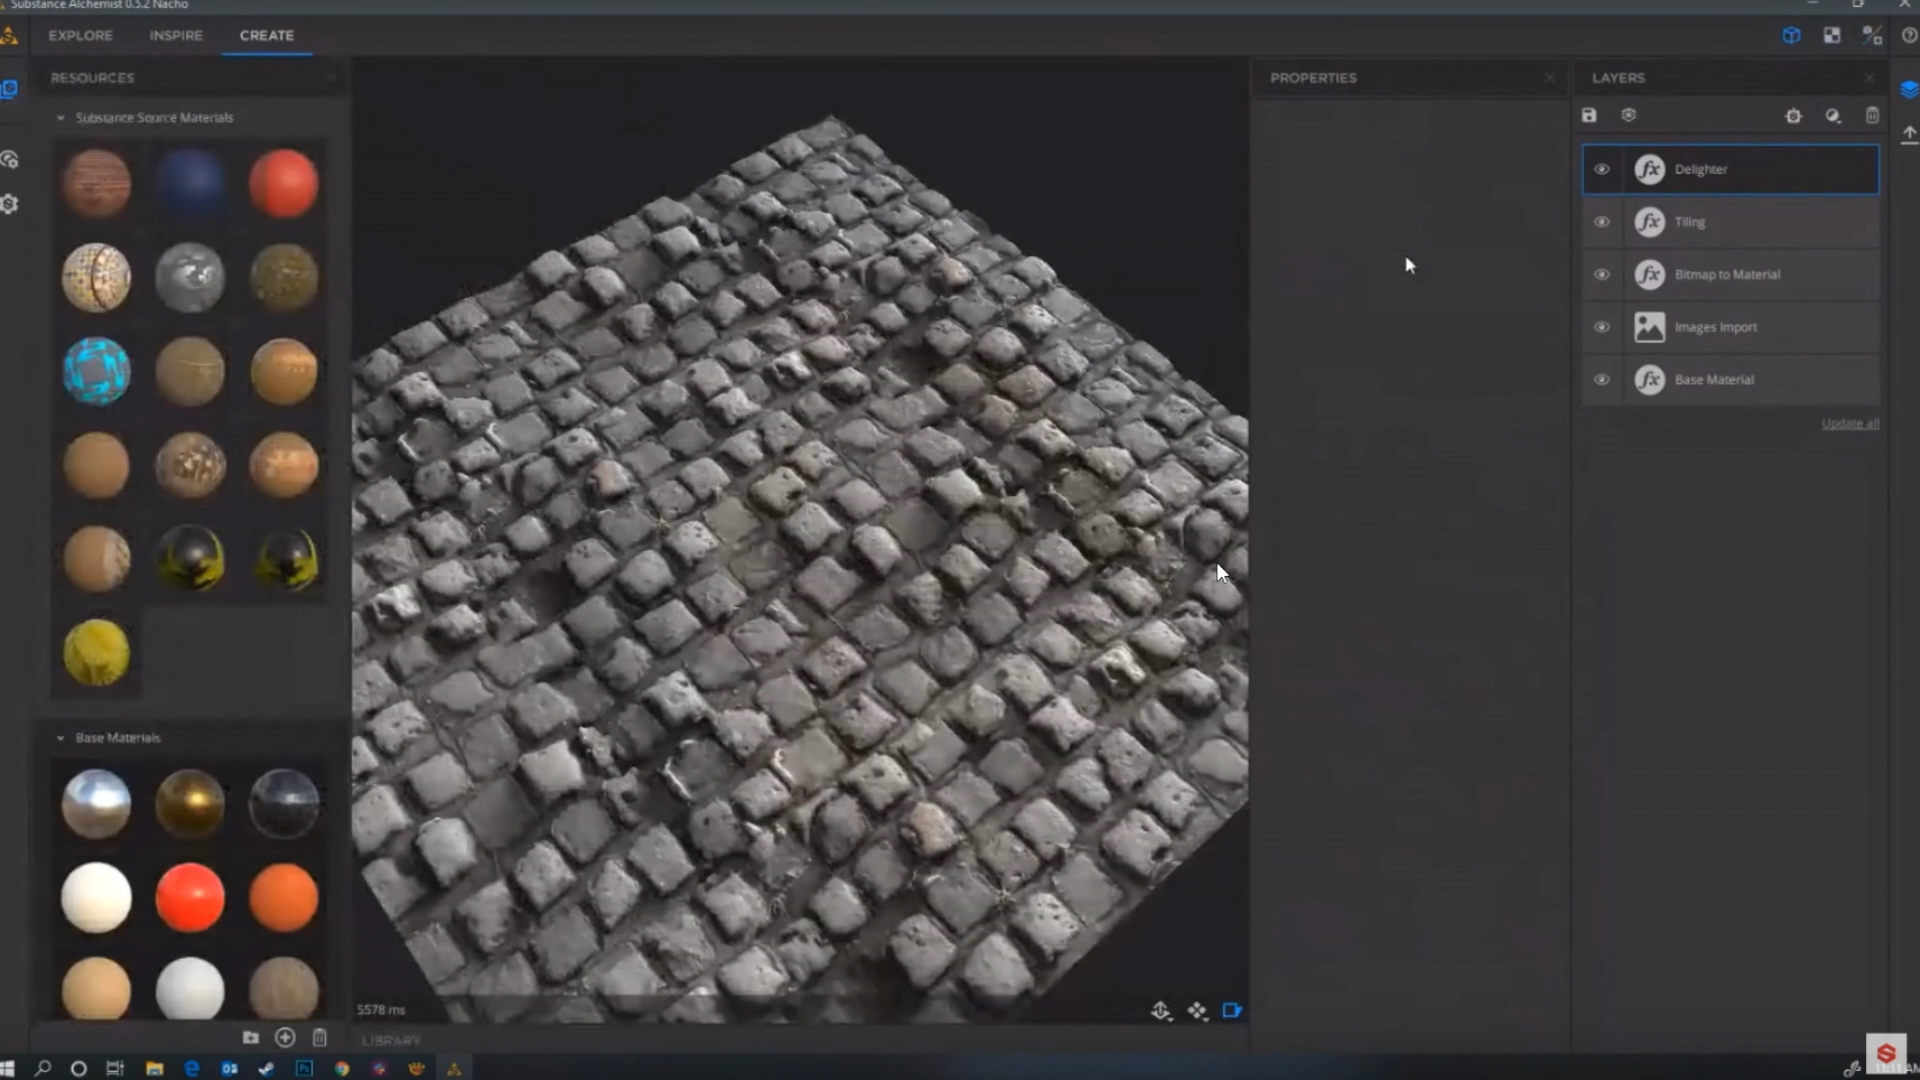 Substance Alchemist 0.5.2 Nacho
EXPLORE
INSPIRE
CREATE
RESOURCES
Substance Source Materials
Base Materials
5578 ms
LIBRARY
PROPERTIES
LAYERS
Delighter
Tiling
Bitmap to Material
Images Import
Base Material
Update all